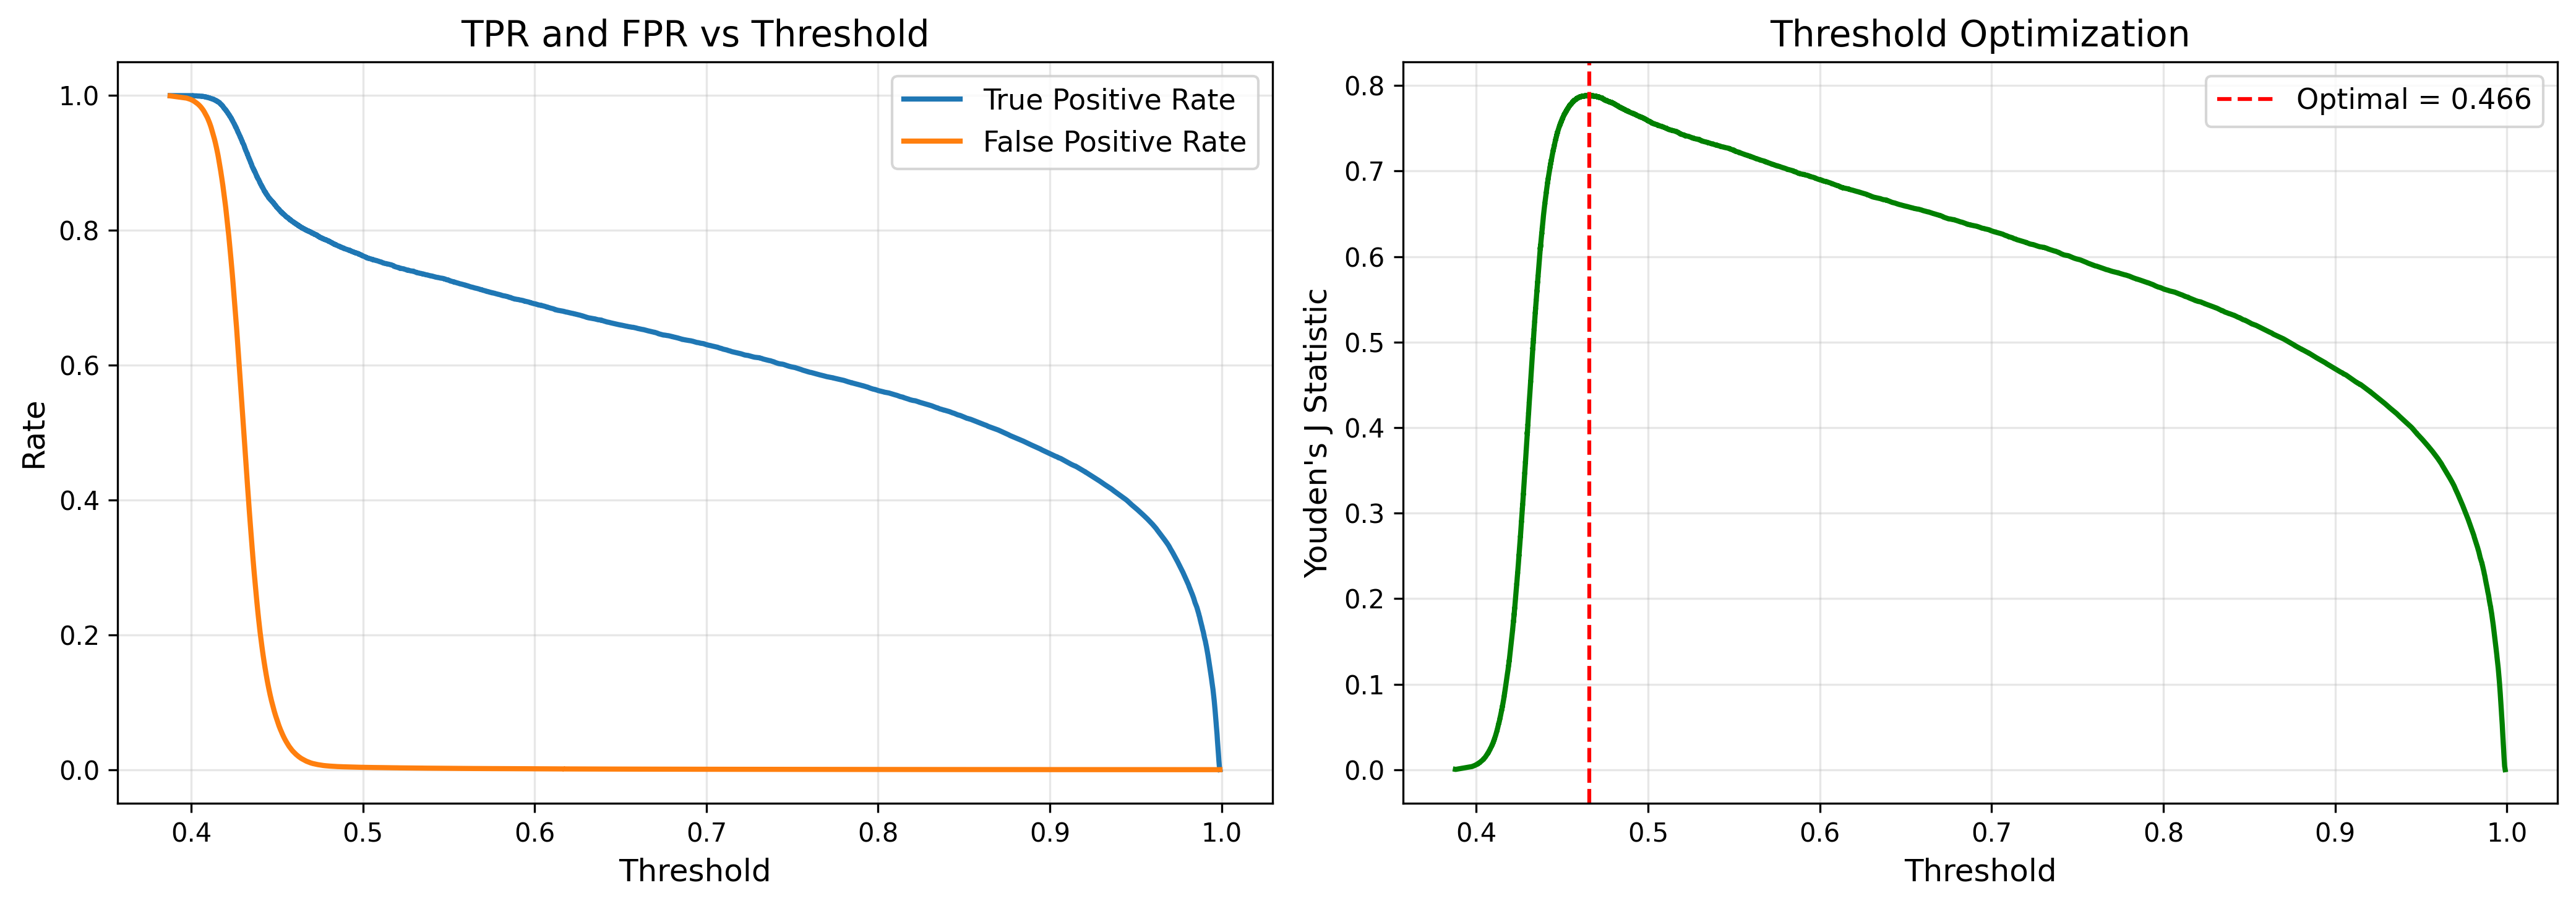 TPR and FPR vs Threshold
True Positive Rate
False Positive Rate
Rate
1.0
0.8
0.6
0.4
0.2
0.0
0.4 0.5 0.6 0.7 0.8 0.9 1.0
Threshold
Threshold Optimization
Optimal = 0.466
Youden's J Statistic
0.8
0.7
0.6
0.5
0.4
0.3
0.2
0.1
0.0
0.4 0.5 0.6 0.7 0.8 0.9 1.0
Threshold